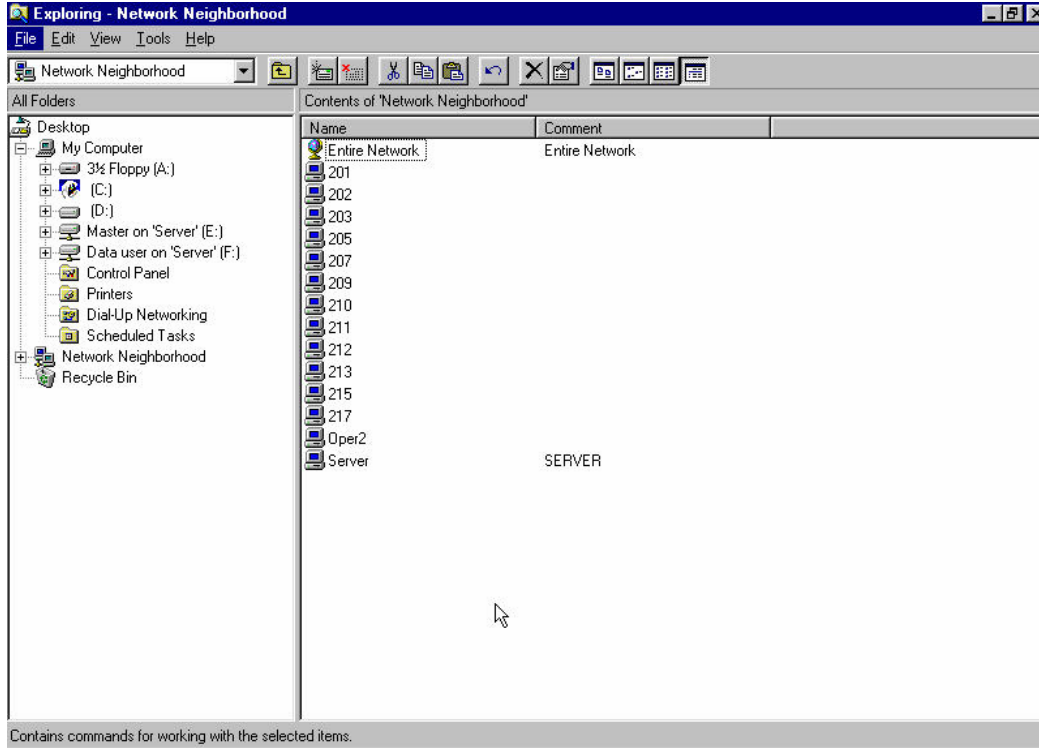 Exploring - Network Neighborhood
File Edit View Tools Help
Network Neighborhood
All Folders
Contents of 'Network Neighborhood'
Desktop
My Computer
3½ Floppy (A:)
(C:)
(D:)
Master on 'Server' (E:)
Data user on 'Server' (F:)
Control Panel
Printers
Dial-Up Networking
Scheduled Tasks
Network Neighborhood
Recycle Bin
Name Comment
Entire Network Entire Network
201
202
203
205
207
209
210
211
212
213
215
217
Oper2
Server SERVER
Contains commands for working with the selected items.